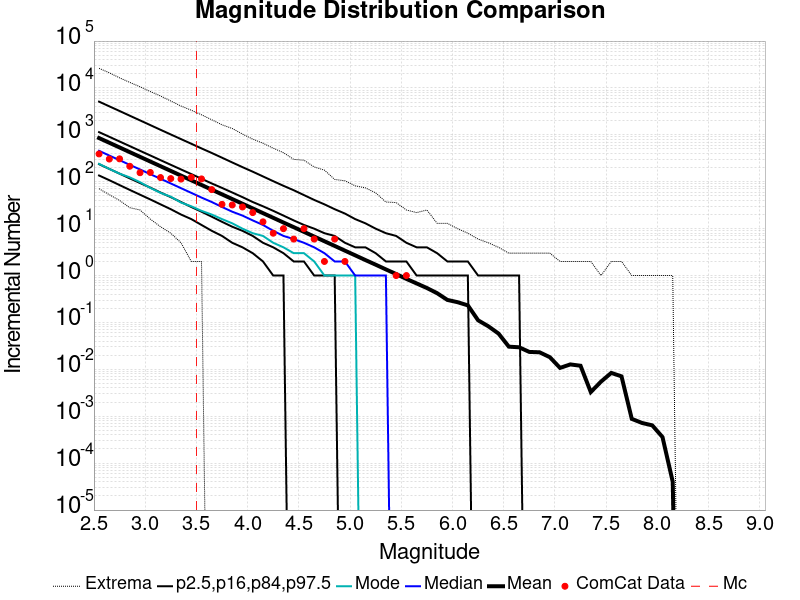 Magnitude Distribution Comparison
10^5
10^4
10^3
10^2
10^1
10^0
10^-1
10^-2
10^-3
10^-4
10^-5
Incremental Number
2.5 3.0 3.5 4.0 4.5 5.0 5.5 6.0 6.5 7.0 7.5 8.0 8.5 9.0
Magnitude
Extrema p2.5,p16,p84,p97.5 Mode Median Mean ComCat Data Mc